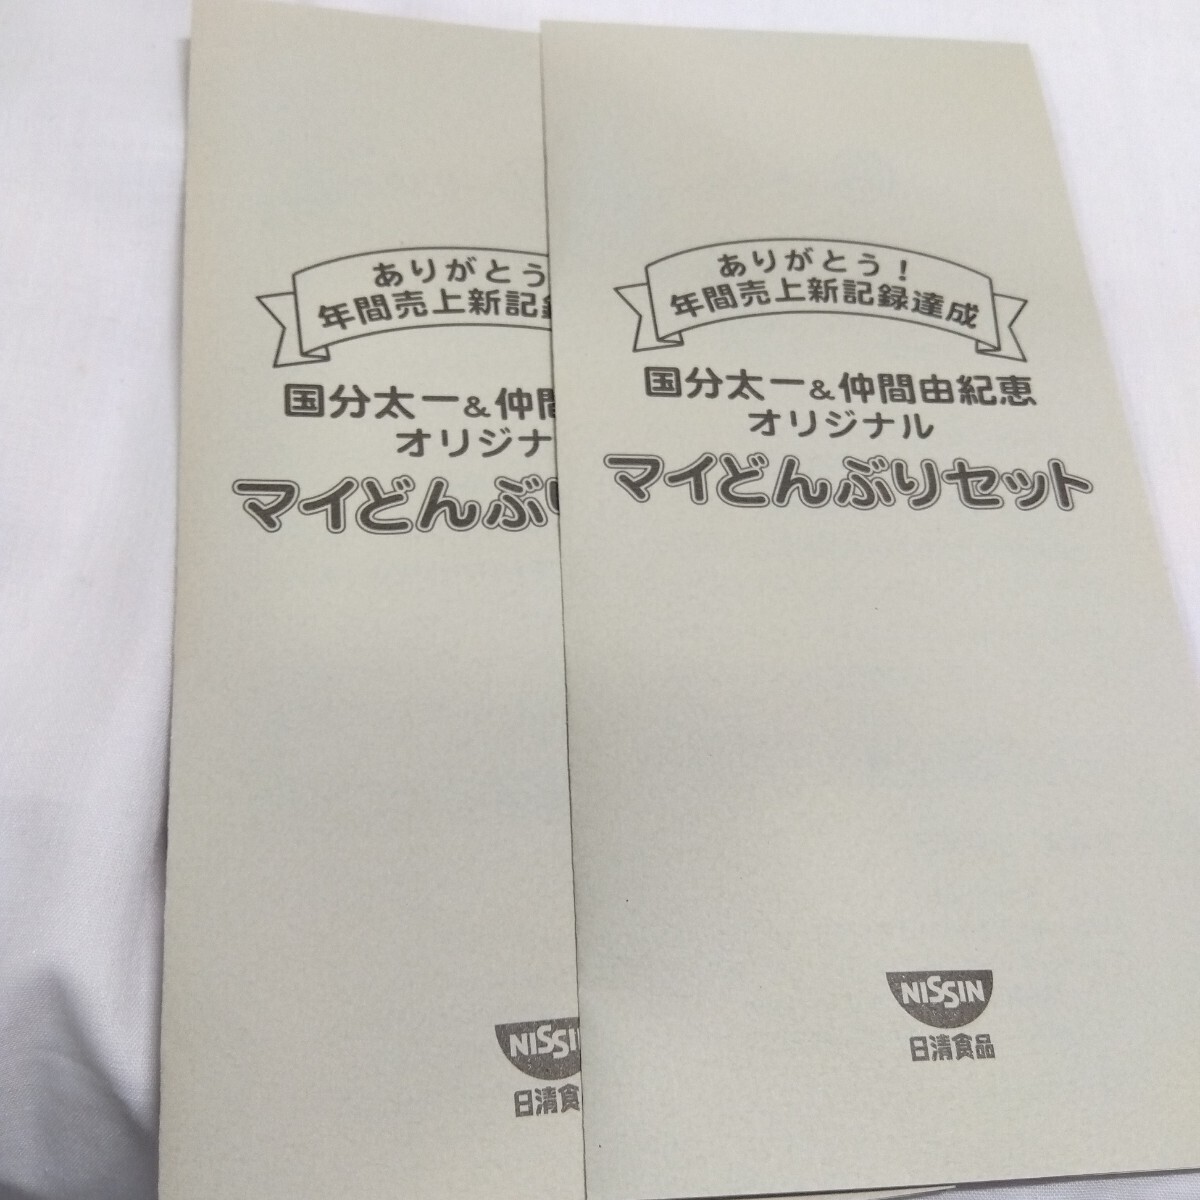 ありがとう
年間売上新記録
国分太一&仲間
オリジナ
マイどんぶり
NISSIN
日清食
ありがとう！
年間売上新記録達成
国分太一&仲間由紀恵
オリジナル
マイどんぶりセット
NISSIN
日清食品